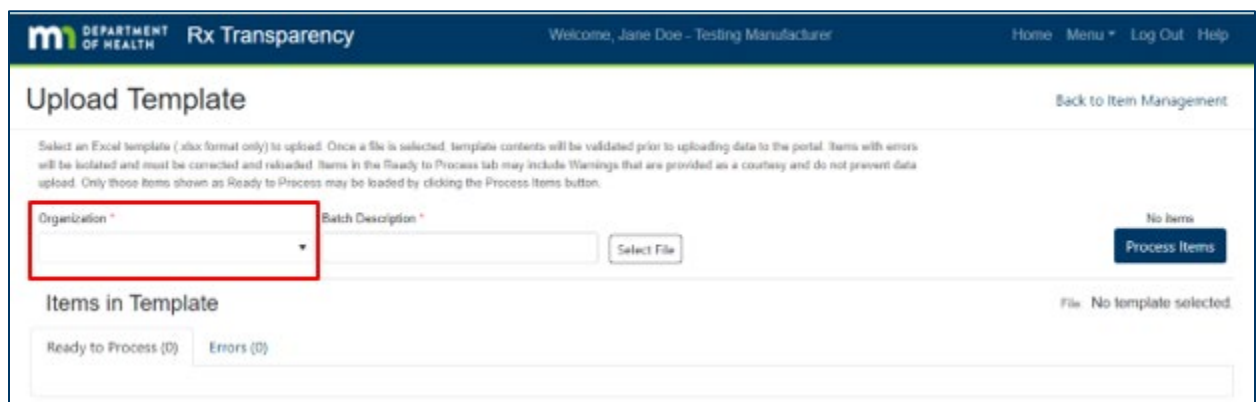 DEPARTMENT
OF HEALTH
Rx Transparency
Welcome, Jane Doe - Testing Manufacturer
Home Menu Log Out Help
Upload Template
Back to Item Management
Select an Excel template (.xlsx format only) to upload. Once a file is selected, template contents will be validated prior to uploading data to the portal. Items with errors
will be isolated and must be corrected and reloaded. Items in the Ready to Process tab may include Warnings that are provided as a courtesy and do not prevent data
upload. Only those items shown as Ready to Process may be loaded by clicking the Process Items button.
Organization *
Batch Description *
No items
Select File
Process Items
Items in Template
File: No template selected.
Ready to Process (0)
Errors (0)